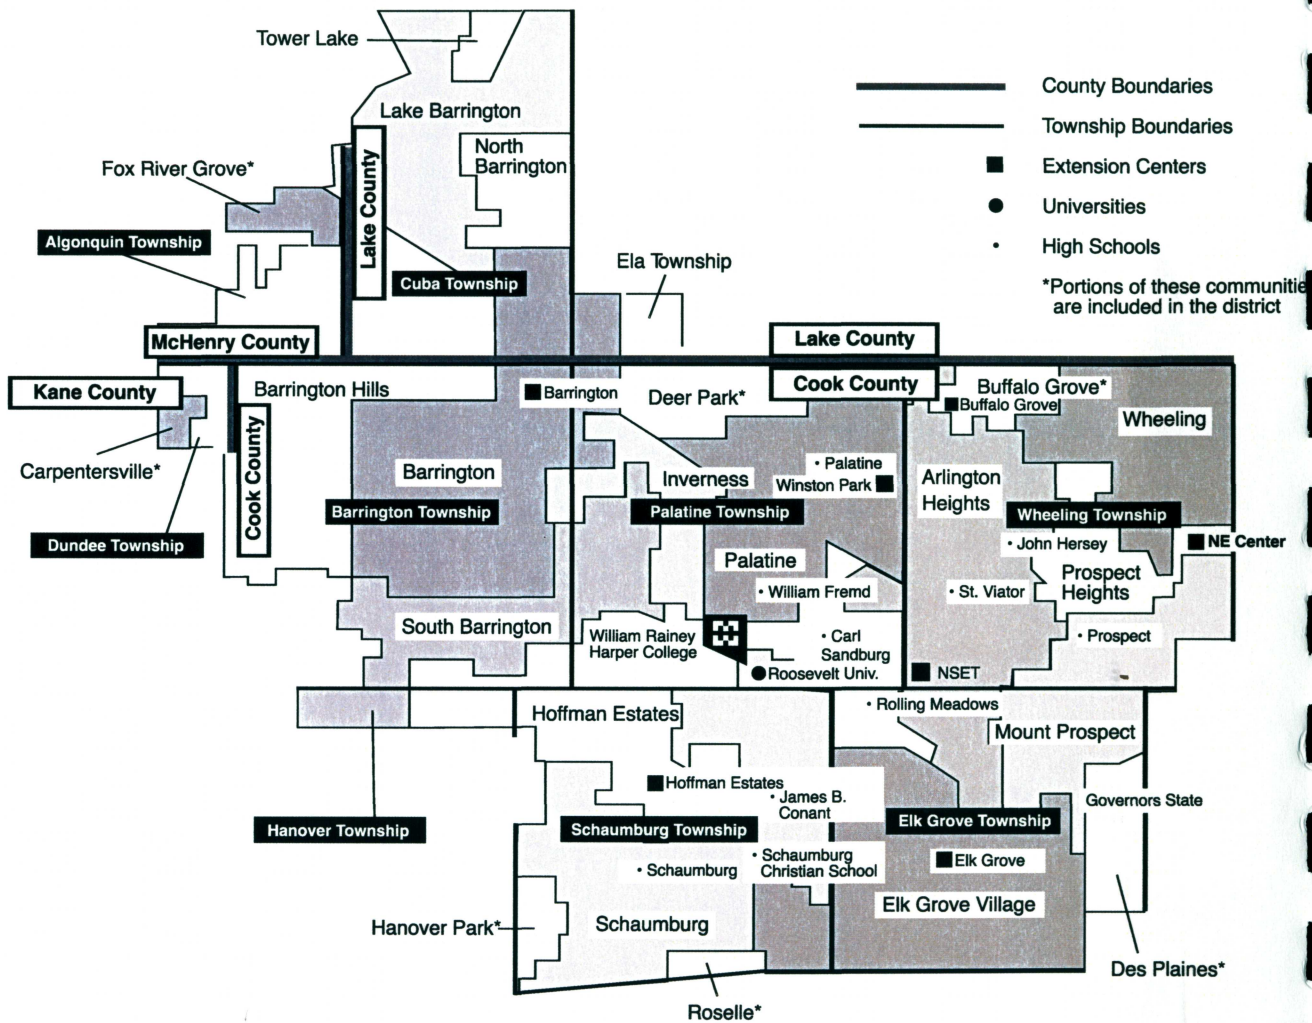 Tower Lake
Lake Barrington
North
Barrington
Fox River Grove*
Lake County
Algonquin Township
Cuba Township
Ela Township
County Boundaries
Township Boundaries
Extension Centers
Universities
High Schools
*Portions of these communitie
are included in the district
McHenry County
Lake County
Kane County
Cook County
Barrington Hills
Barrington
Deer Park*
Buffalo Grove*
Buffalo Grove
Wheeling
Cook County
Carpentersville*
Barrington
Inverness
Palatine
Winston Park
Arlington
Heights
Barrington Township
Palatine Township
Wheeling Township
Dundee Township
John Hersey
NE Center
Palatine
William Fremd
St. Viator
Prospect
Heights
South Barrington
William Rainey
Harper College
Carl
Sandburg
Prospect
Roosevelt Univ.
NSET
Hoffman Estates
Rolling Meadows
Mount Prospect
Hoffman Estates
James B.
Conant
Governors State
Hanover Township
Schaumburg Township
Elk Grove Township
Schaumburg
Schaumburg
Christian School
Elk Grove
Elk Grove Village
Hanover Park*
Schaumburg
Des Plaines*
Roselle*